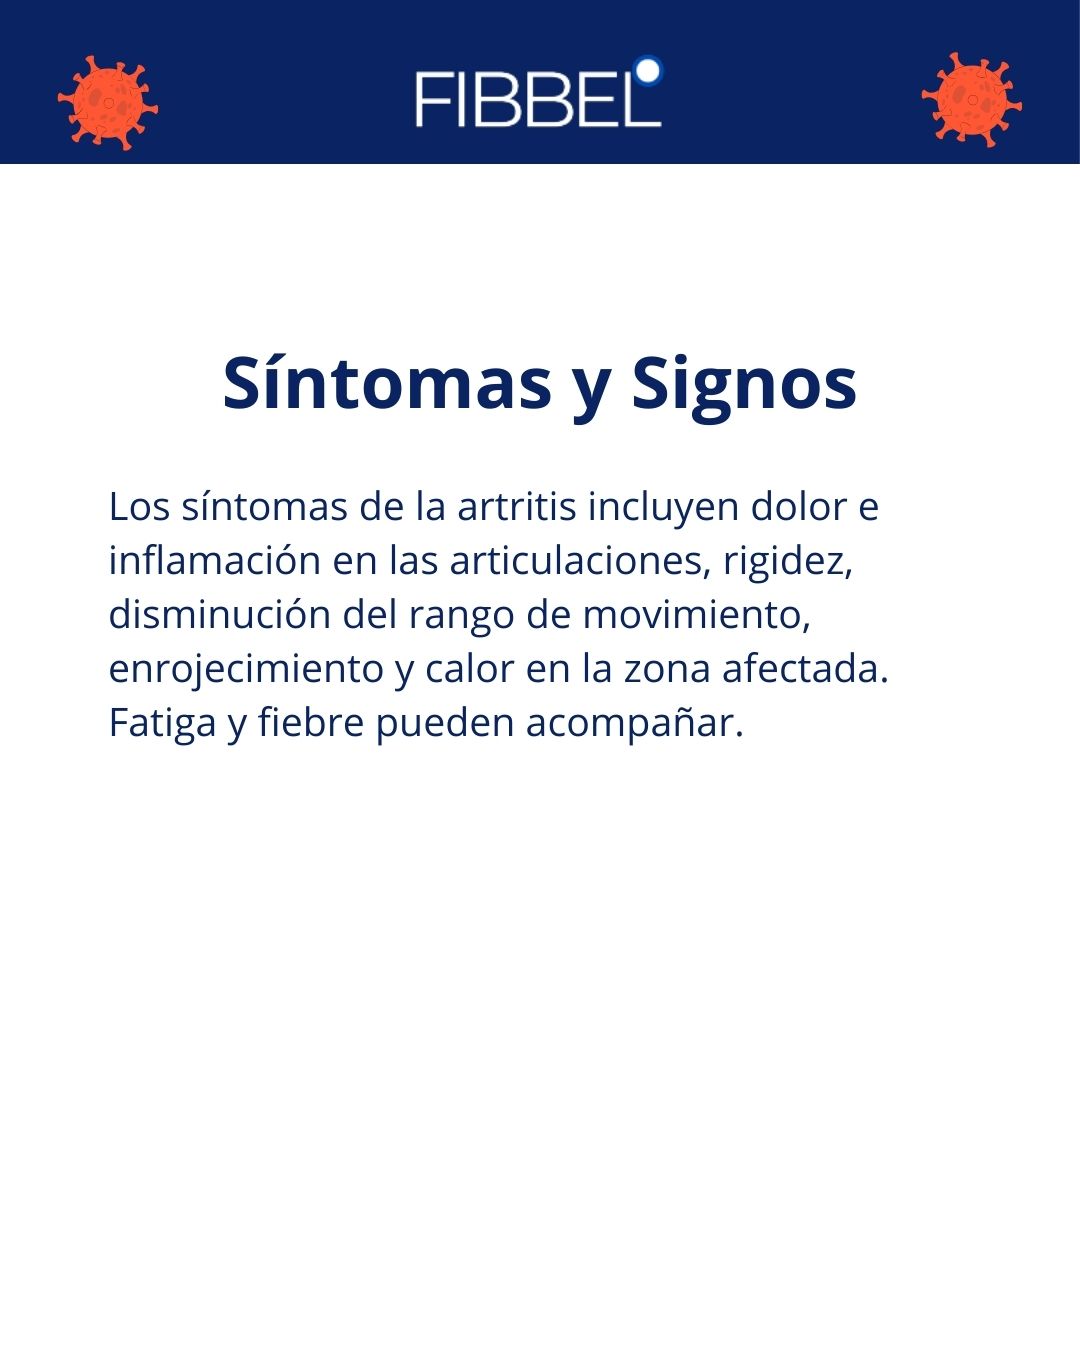 FIBBEL
Síntomas y Signos
Los síntomas de la artritis incluyen dolor e
inflamación en las articulaciones, rigidez,
disminución del rango de movimiento,
enrojecimiento y calor en la zona afectada.
Fatiga y fiebre pueden acompañar.